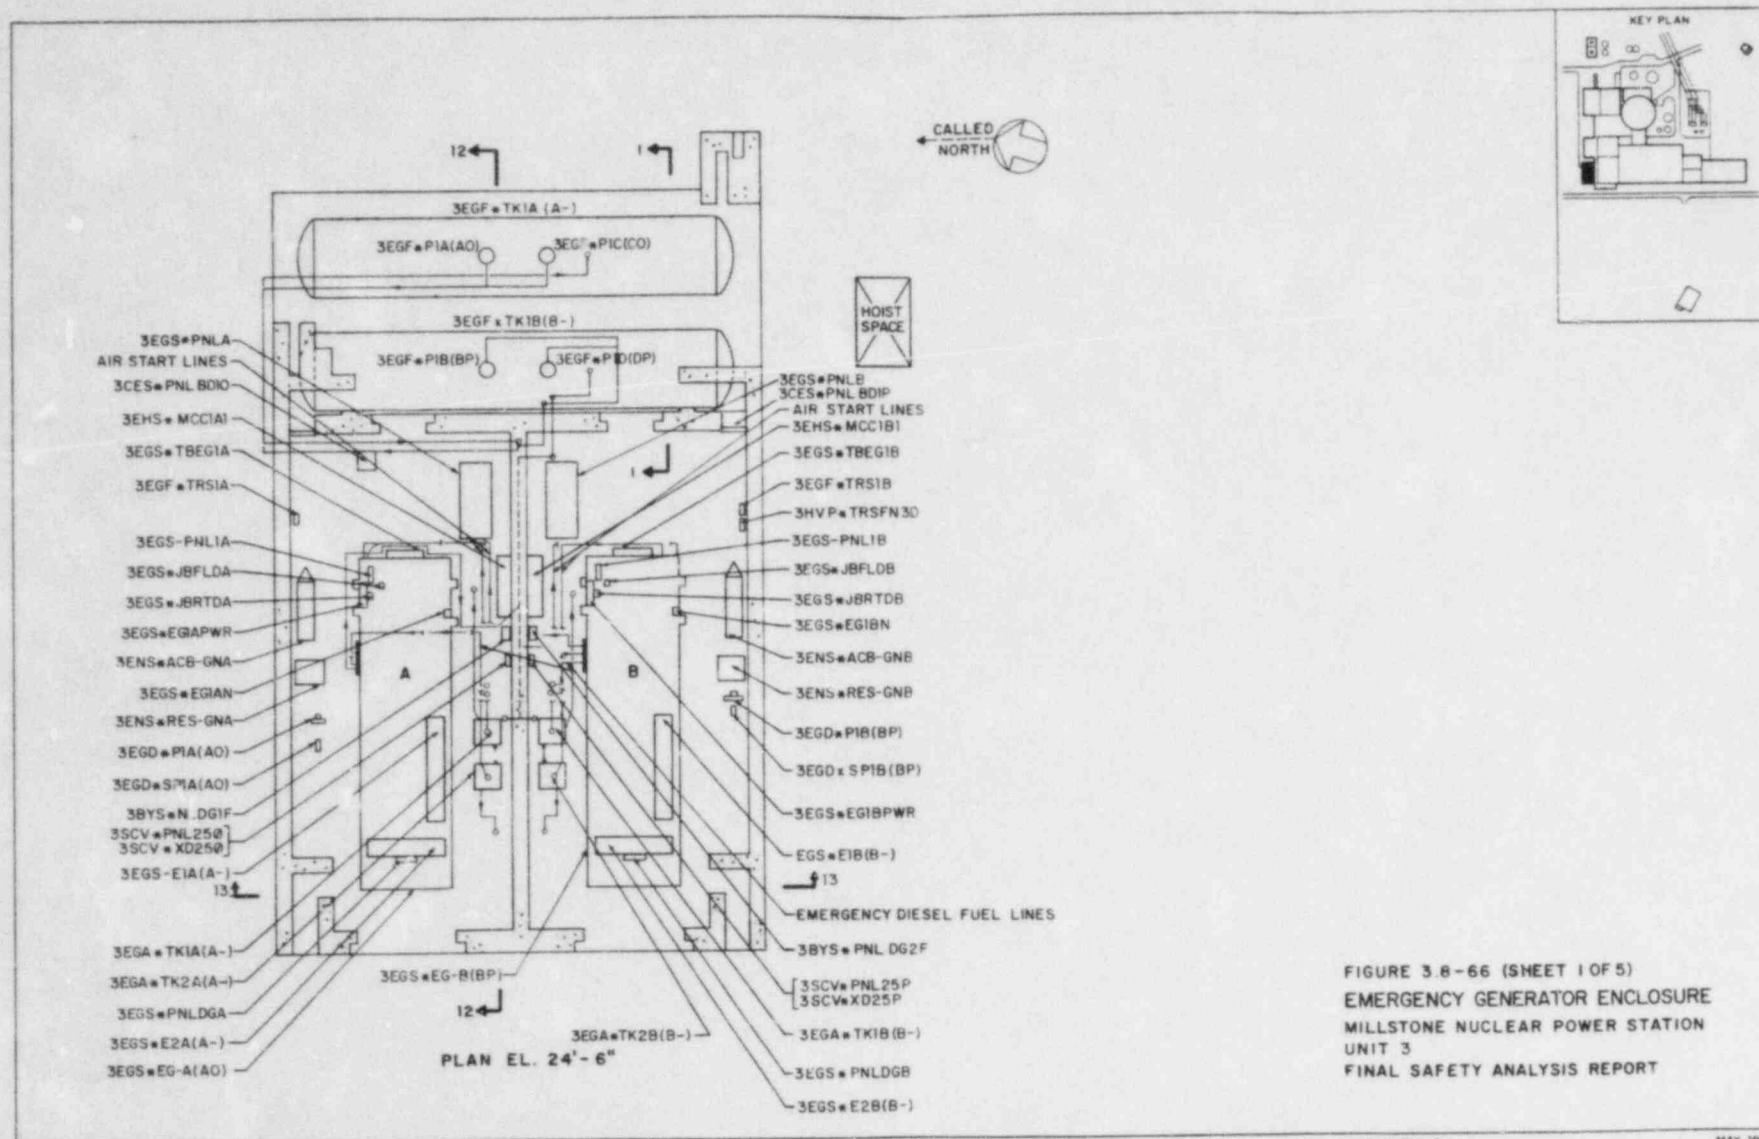 KEY PLAN
CALLED
NORTH
12
1
3EGF*TK1A (A-)
3EGF*P1A(AO)
3EGF*P1C(CO)
3EGFxTK1B(B-)
3EGF*P1B(BP)
3EGF*P1D(DP)
HOIST
SPACE
3EGS*PNLA
AIR START LINES
3CES*PNL BD1O
3EHS*MCC1A1
3EGS*TBEG1A
3EGF*TRS1A
3EGS-PNL1A
3EGS*JBFLDA
3EGS*JBRTDA
3EGS*EG1APWR
3ENS*ACB-GNA
3EGS*EG1AN
3ENS*RES-GNA
3EGD*P1A(AO)
3EGD*SP1A(AO)
DG1F
3SCV*PNL250
3SCV*XD250
3EGS-E1A(A-)
13
3EGA*TK1A(A-)
3EGA*TK2A(A-)
3EGS*PNLDGA
3EGS*E2A(A-)
3EGS*EG-A(AO)
A
B
1
3EGS*PNLB
3CES*PNL BD1P
AIR START LINES
3EHS*MCC1B1
3EGS*TBEG1B
3EGF*TRS1B
3HVP*TRSFN3D
3EGS-PNL1B
3EGS*JBFLDB
3EGS*JBRTDB
3EGS*EG1BN
3ENS*ACB-GNB
3ENS*RES-GNB
3EGD*P1B(BP)
3EGDxSP1B(BP)
3EGS*EG1BPWR
EGS*E1B(B-)
13
EMERGENCY DIESEL FUEL LINES
3BYS*PNL DG2F
3SCV*PNL25P
3SCV*XD25P
3EGA*TK1B(B-)
3EGS*PNLDGB
3EGS*E2B(B-)
3EGS*EG-B(BP)
12
3EGA*TK2B(B-)
PLAN EL. 24'-6"
FIGURE 3.8-66 (SHEET 1 OF 5)
EMERGENCY GENERATOR ENCLOSURE
MILLSTONE NUCLEAR POWER STATION
UNIT 3
FINAL SAFETY ANALYSIS REPORT